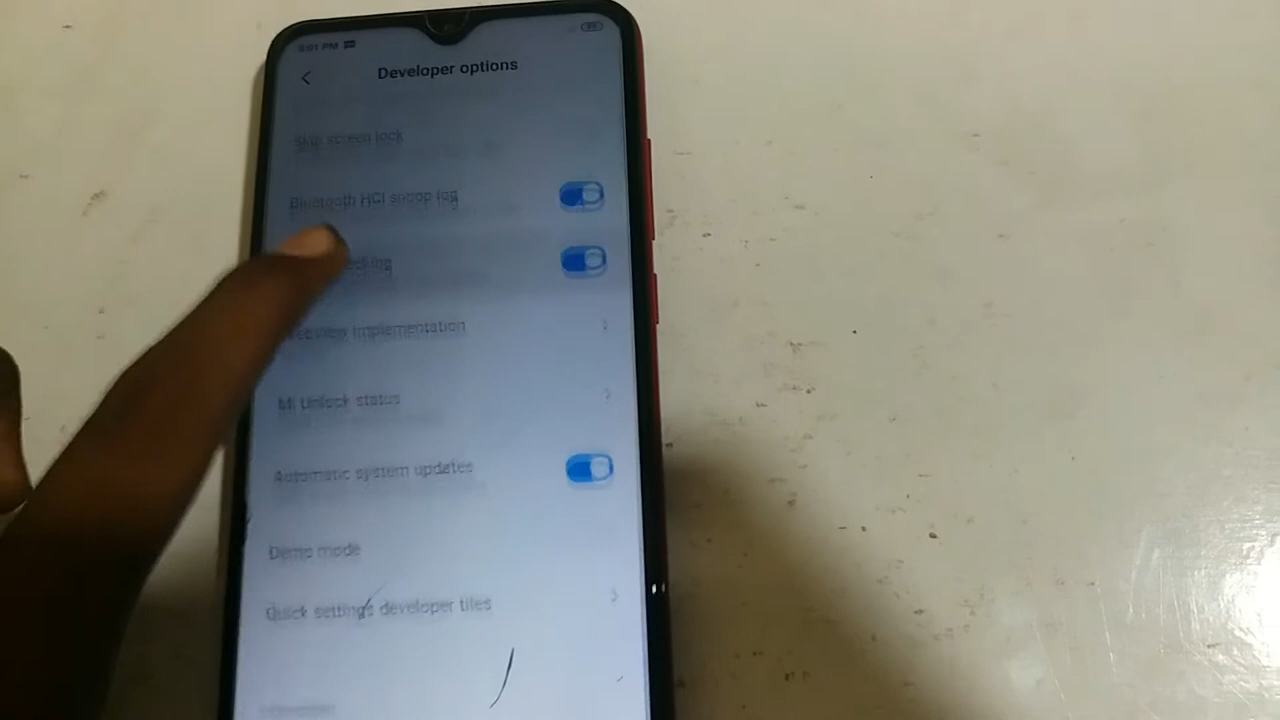 Developer options
Skip screen lock
Bluetooth HCI snoop log
Implementation
Mi Unlock status
Automatic system updates
Demo mode
Quick settings developer tiles